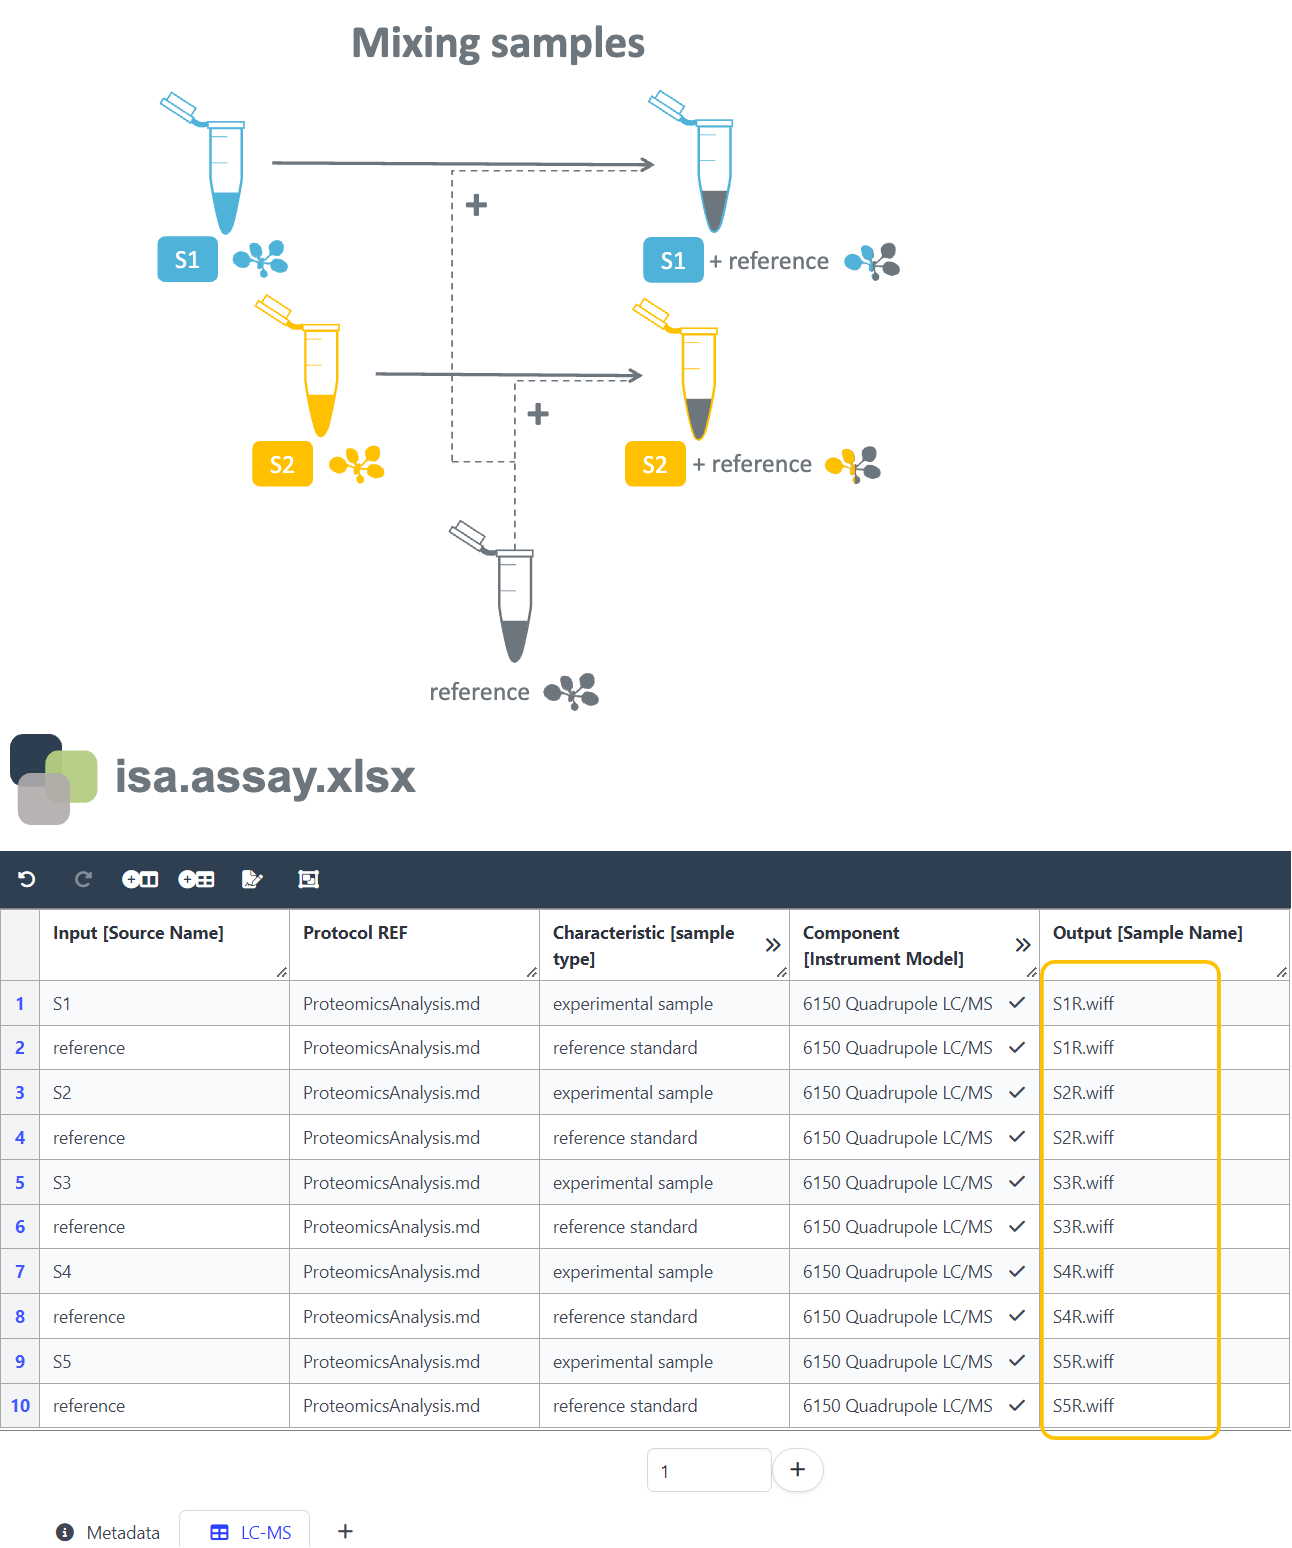 Mixing samples
+
S1
S1 + reference
+
S2
S2 + reference
reference
isa.assay.xlsx
Input [Source Name] Protocol REF Characteristic [sample type] Component [Instrument Model] Output [Sample Name]
1 S1 ProteomicsAnalysis.md experimental sample 6150 Quadrupole LC/MS S1R.wiff
2 reference ProteomicsAnalysis.md reference standard 6150 Quadrupole LC/MS S1R.wiff
3 S2 ProteomicsAnalysis.md experimental sample 6150 Quadrupole LC/MS S2R.wiff
4 reference ProteomicsAnalysis.md reference standard 6150 Quadrupole LC/MS S2R.wiff
5 S3 ProteomicsAnalysis.md experimental sample 6150 Quadrupole LC/MS S3R.wiff
6 reference ProteomicsAnalysis.md reference standard 6150 Quadrupole LC/MS S3R.wiff
7 S4 ProteomicsAnalysis.md experimental sample 6150 Quadrupole LC/MS S4R.wiff
8 reference ProteomicsAnalysis.md reference standard 6150 Quadrupole LC/MS S4R.wiff
9 S5 ProteomicsAnalysis.md experimental sample 6150 Quadrupole LC/MS S5R.wiff
10 reference ProteomicsAnalysis.md reference standard 6150 Quadrupole LC/MS S5R.wiff
1 +
Metadata LC-MS +